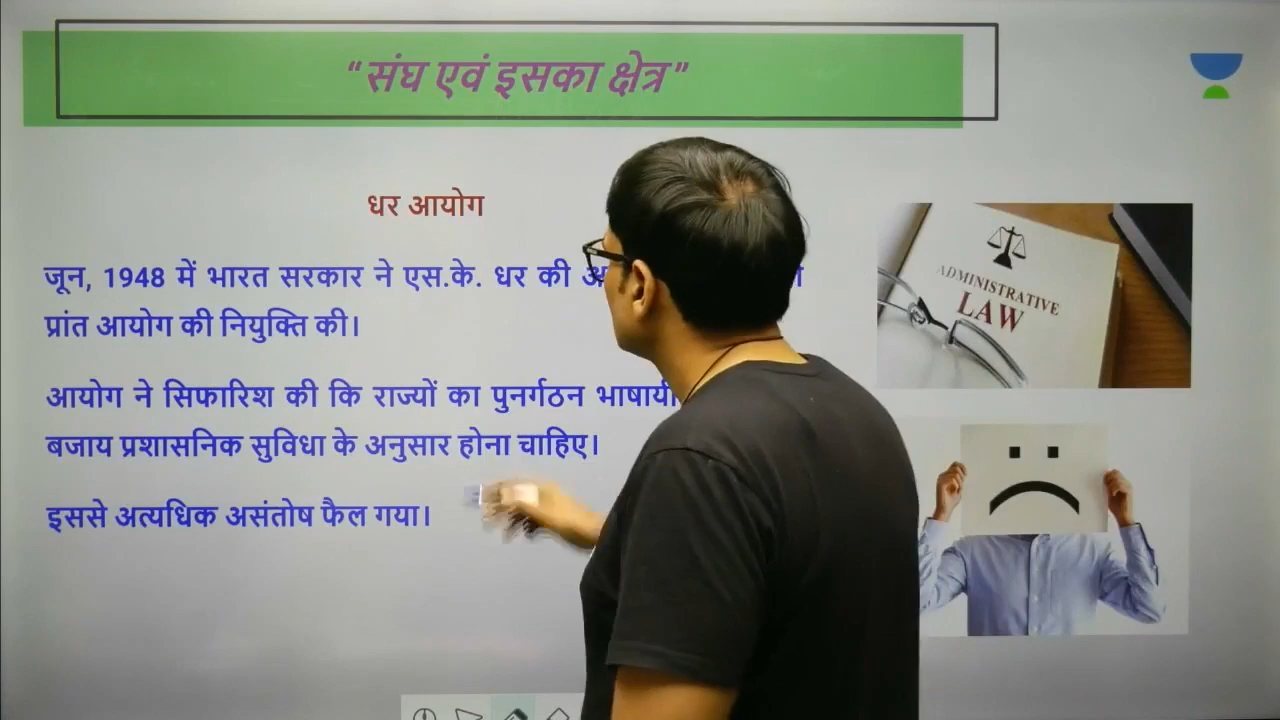 “संघ एवं इसका क्षेत्र”
धर आयोग
जून, 1948 में भारत सरकार ने एस.के. धर की
प्रांत आयोग की नियुक्ति की।
आयोग ने सिफारिश की कि राज्यों का पुनर्गठन भाषायी
बजाय प्रशासनिक सुविधा के अनुसार होना चाहिए।
इससे अत्यधिक असंतोष फैल गया।
ADMINISTRATIVE
LAW